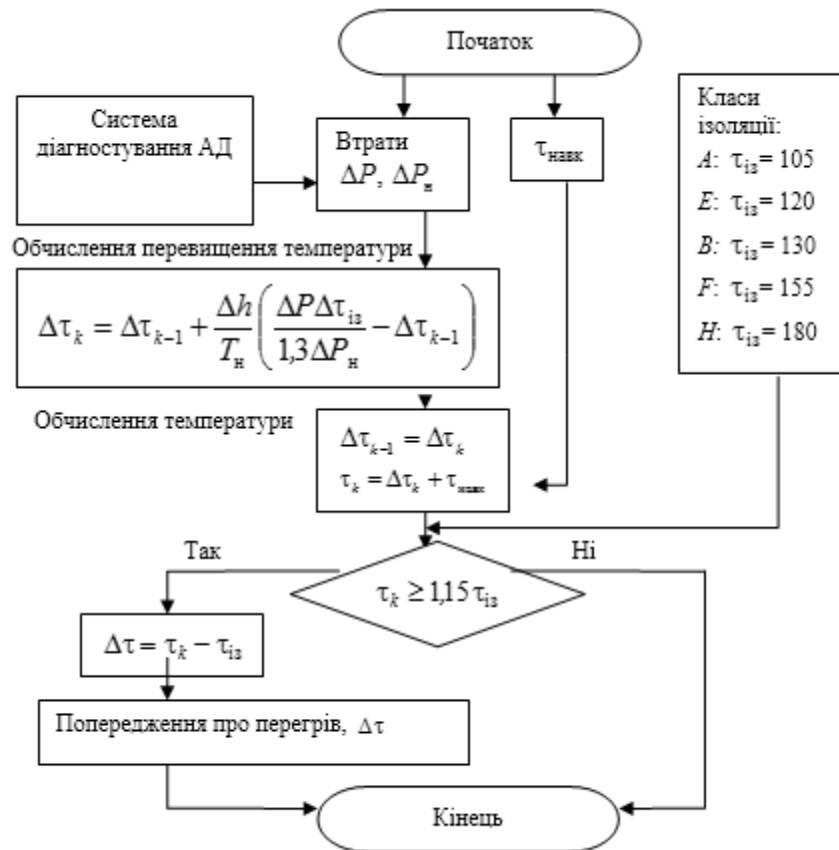 Початок
Система
діагностування АД
Втрати
ΔP, ΔPн
τнавк
Класи
ізоляції:
A: τіз= 105
E: τіз= 120
B: τіз= 130
F: τіз= 155
H: τіз= 180
Обчислення перевищення температури
Δτk = Δτk−1 + Δh/Tн (ΔPΔτіз/1,3ΔPн − Δτk−1)
Обчислення температури
Δτk−1 = Δτk
τk = Δτk + τнавк
Так
Ні
τk ≥ 1,15τіз
Δτ = τk − τіз
Попередження про перегрів, Δτ
Кінець